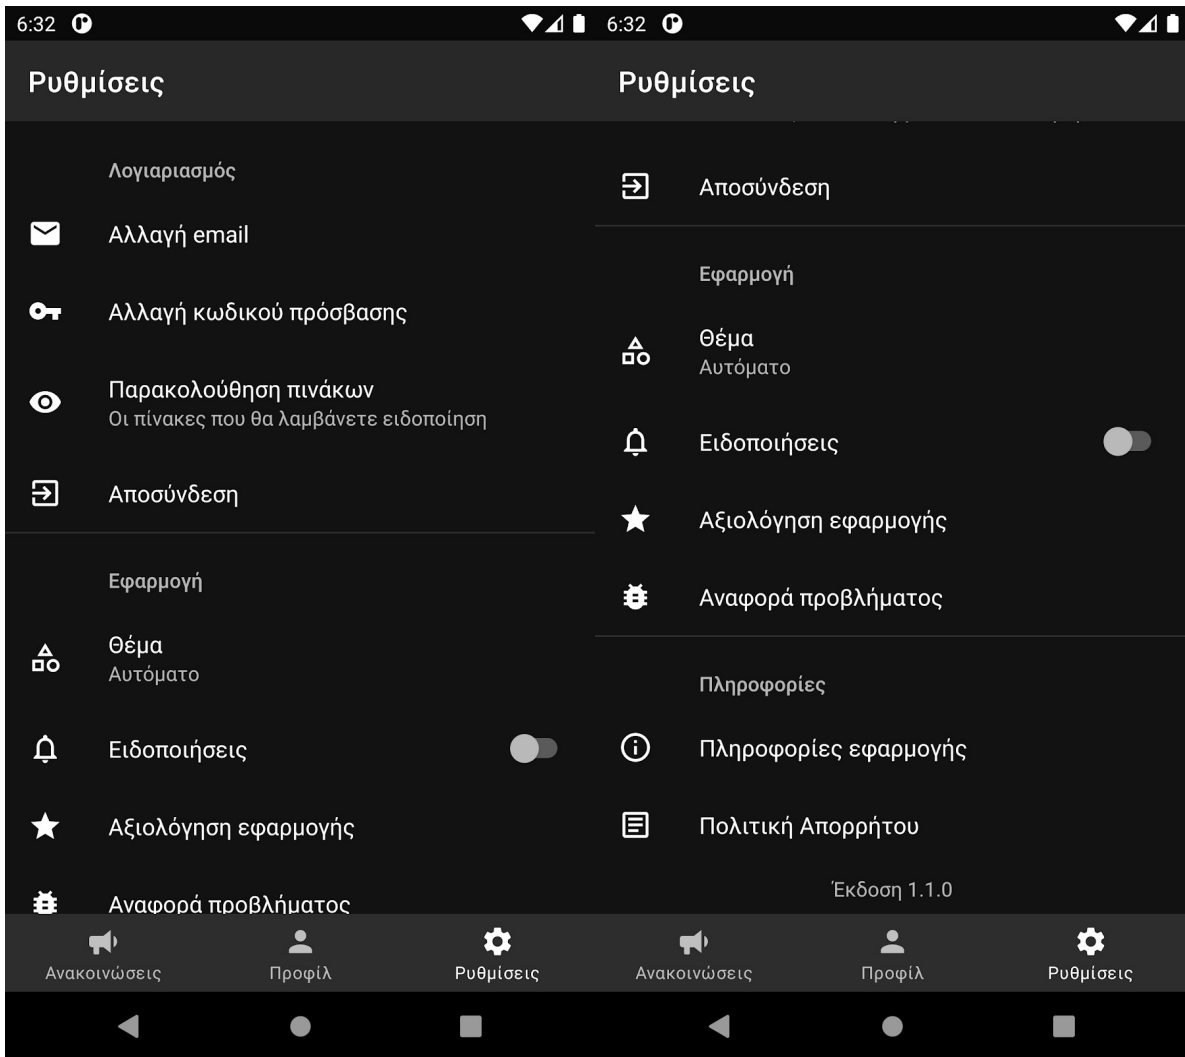 6:32
Ρυθμίσεις
Λογιαριασμός
Αλλαγή email
Αλλαγή κωδικού πρόσβασης
Παρακολούθηση πινάκων
Οι πίνακες που θα λαμβάνετε ειδοποίηση
Αποσύνδεση
Εφαρμογή
Θέμα
Αυτόματο
Ειδοποιήσεις
Αξιολόγηση εφαρμογής
Αναφορά προβλήματος
Ανακοινώσεις
Προφίλ
Ρυθμίσεις
6:32
Ρυθμίσεις
Αποσύνδεση
Εφαρμογή
Θέμα
Αυτόματο
Ειδοποιήσεις
Αξιολόγηση εφαρμογής
Αναφορά προβλήματος
Πληροφορίες
Πληροφορίες εφαρμογής
Πολιτική Απορρήτου
Έκδοση 1.1.0
Ανακοινώσεις
Προφίλ
Ρυθμίσεις